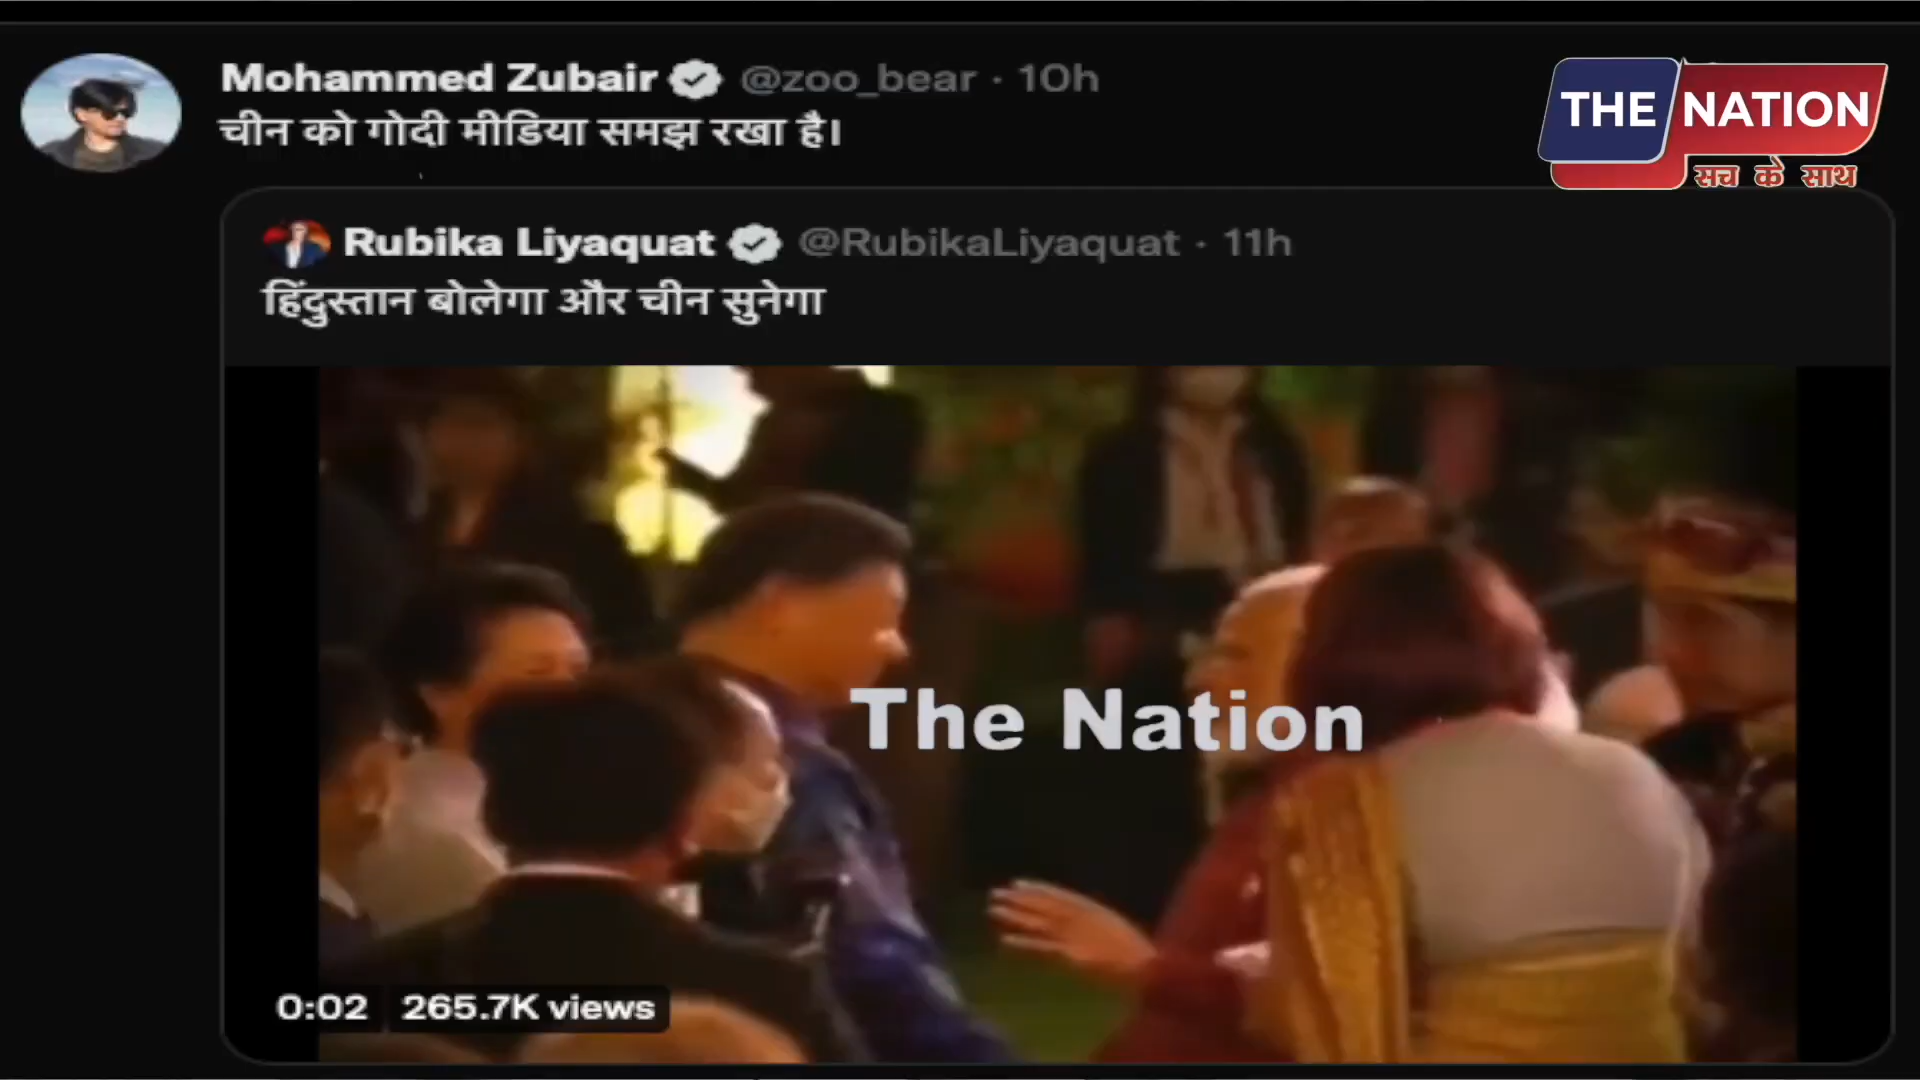 Mohammed Zubair @zoo_bear · 10h
चीन को गोदी मीडिया समझ रखा है।
THE NATION
सच के साथ
Rubika Liyaquat @RubikaLiyaquat · 11h
हिंदुस्तान बोलेगा और चीन सुनेगा
The Nation
0:02 265.7K views